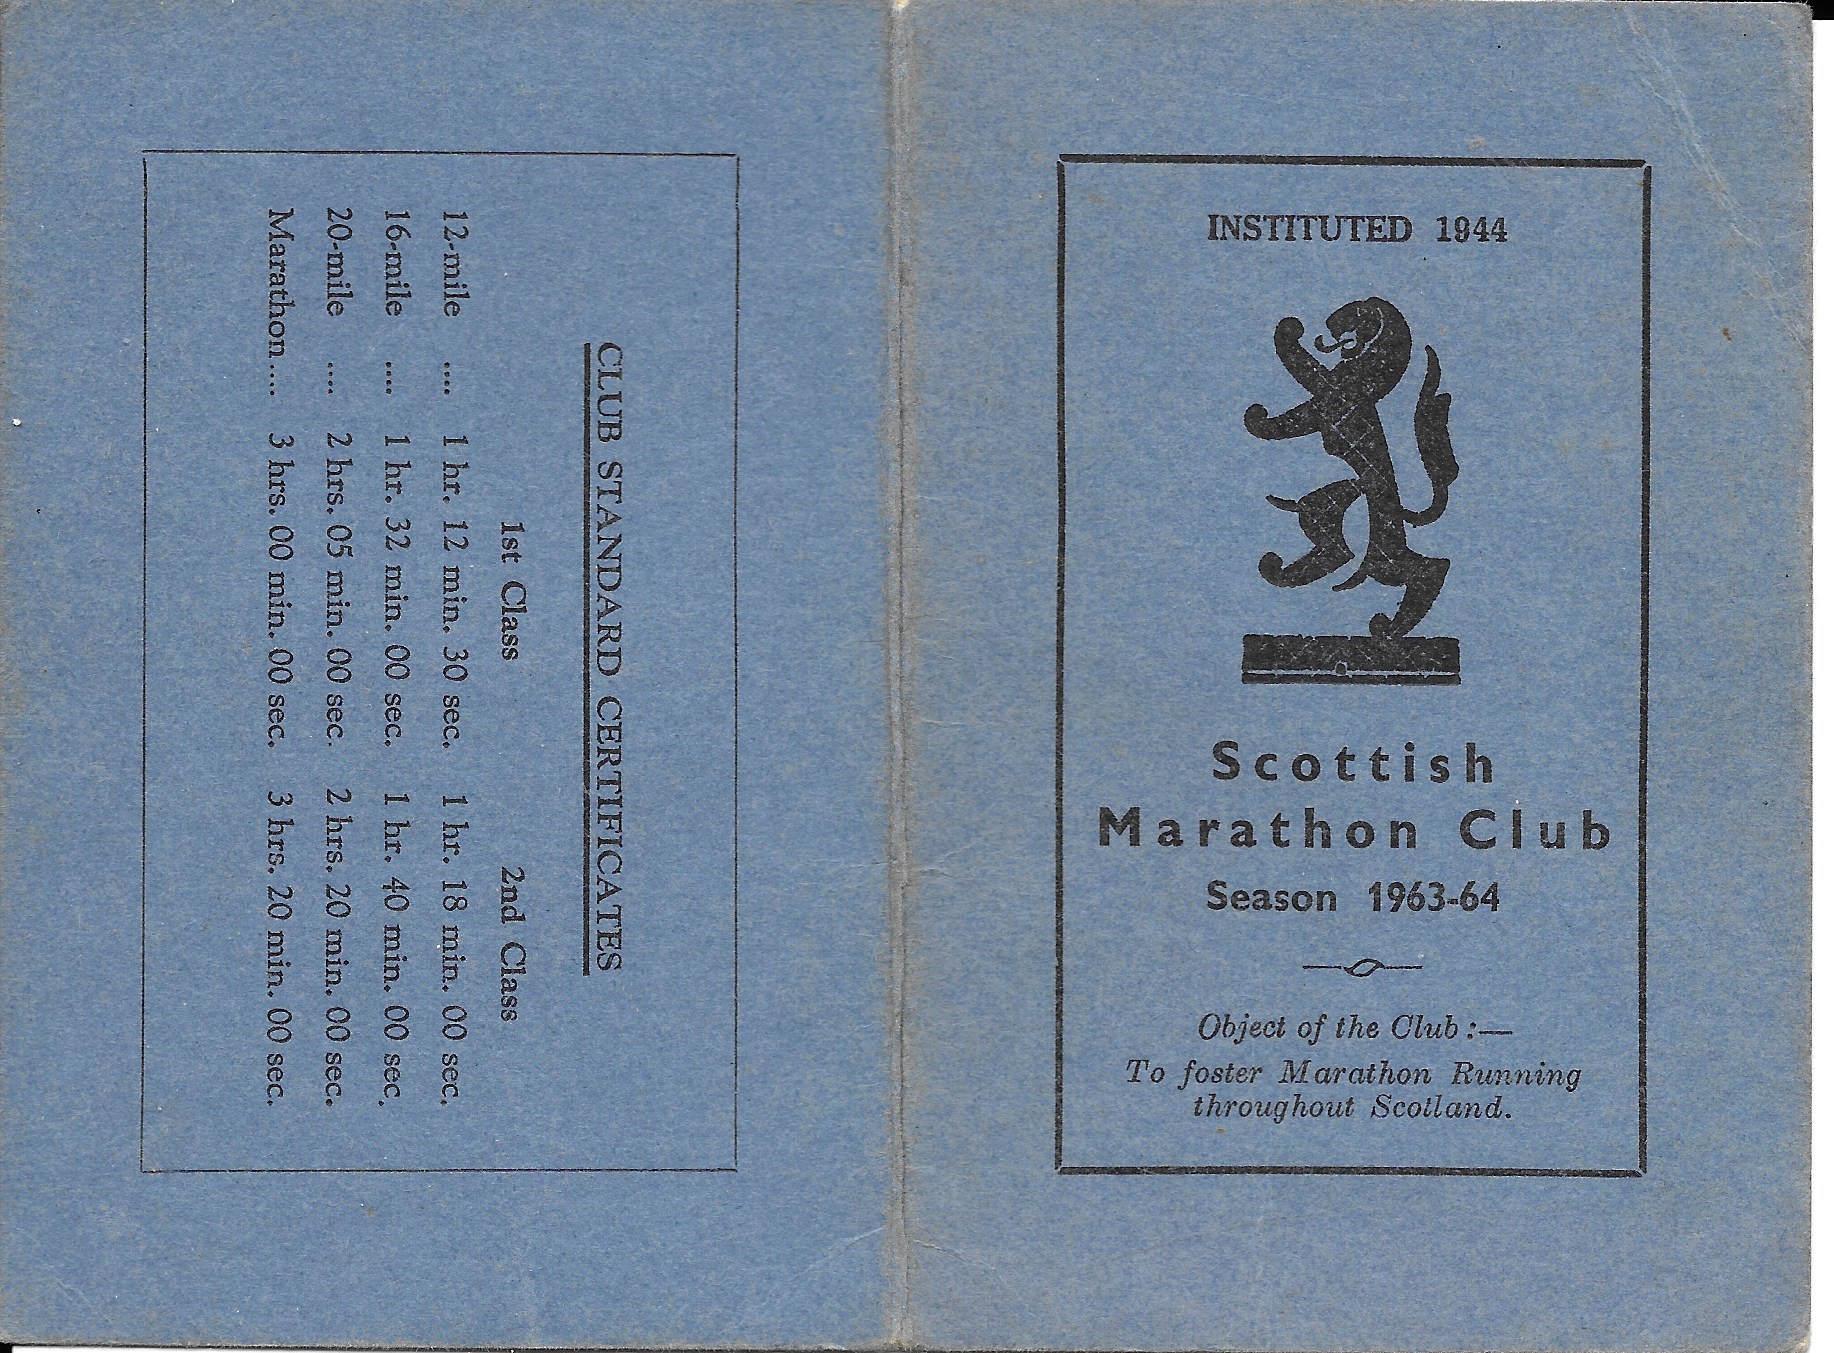 INSTITUTED 1944
Scottish
Marathon Club
Season 1963-64
Object of the Club :—
To foster Marathon Running
throughout Scotland.
CLUB STANDARD CERTIFICATES
1st Class 2nd Class
12-mile .... 1 hr. 12 min. 30 sec. 1 hr. 18 min. 00 sec.
16-mile .... 1 hr. 32 min. 00 sec. 1 hr. 40 min. 00 sec.
20-mile .... 2 hrs. 05 min. 00 sec. 2 hrs. 20 min. 00 sec.
Marathon .... 3 hrs. 00 min. 00 sec. 3 hrs. 20 min. 00 sec.